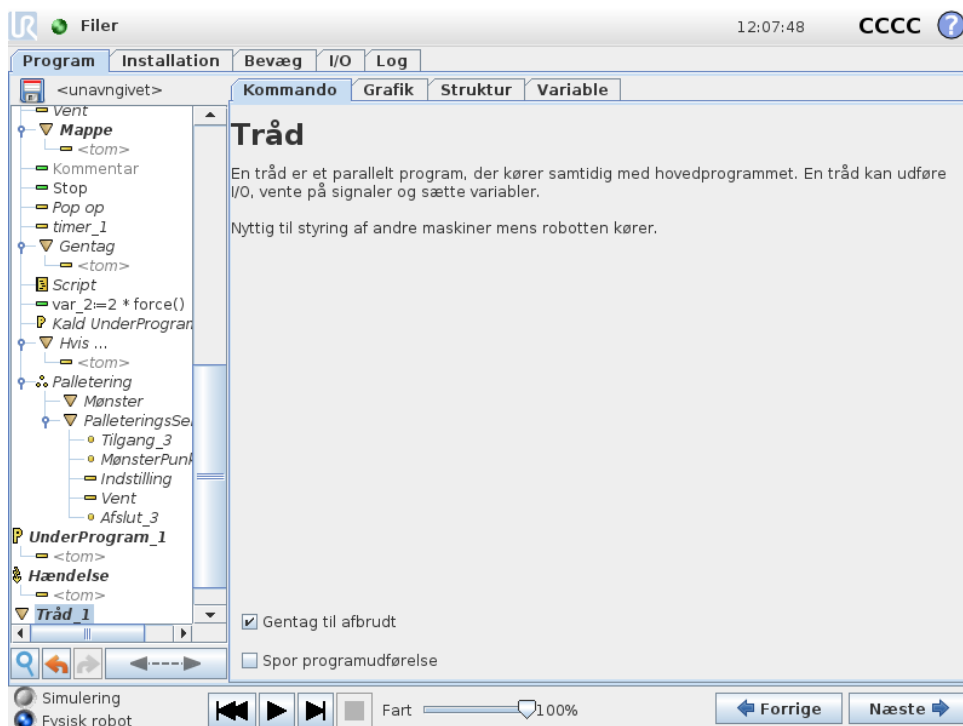 UR Filer 12:07:48 CCCC ?
Program Installation Bevæg I/O Log
<unavngivet>
Kommando Grafik Struktur Variable
Vent
Mappe
<tom>
Kommentar
Stop
Pop op
timer_1
Gentag
<tom>
Script
var_2:=2 * force()
P Kald UnderProgram
Hvis ...
<tom>
Palletering
Mønster
PalleteringsSe
Tilgang_3
MønsterPunk
Indstilling
Vent
Afslut_3
P UnderProgram_1
<tom>
Hændelse
<tom>
Tråd_1
Tråd
En tråd er et parallelt program, der kører samtidig med hovedprogrammet. En tråd kan udføre
I/O, vente på signaler og sætte variabler.
Nyttig til styring af andre maskiner mens robotten kører.
Gentag til afbrudt
Spor programudførelse
Simulering
Fysisk robot
Fart 100%
Forrige Næste